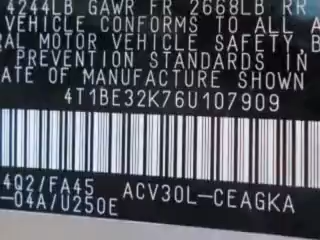 4244LB GAWR FR 2668LB RR
VEHICLE CONFORMS TO ALL A
RAL MOTOR VEHICLE SAFETY, B
PREVENTION STANDARDS IN
ATE OF MANUFACTURE SHOWN
4T1BE32K76U107909
4Q2/FA45 ACV30L-CEAGKA
-04A/U250E